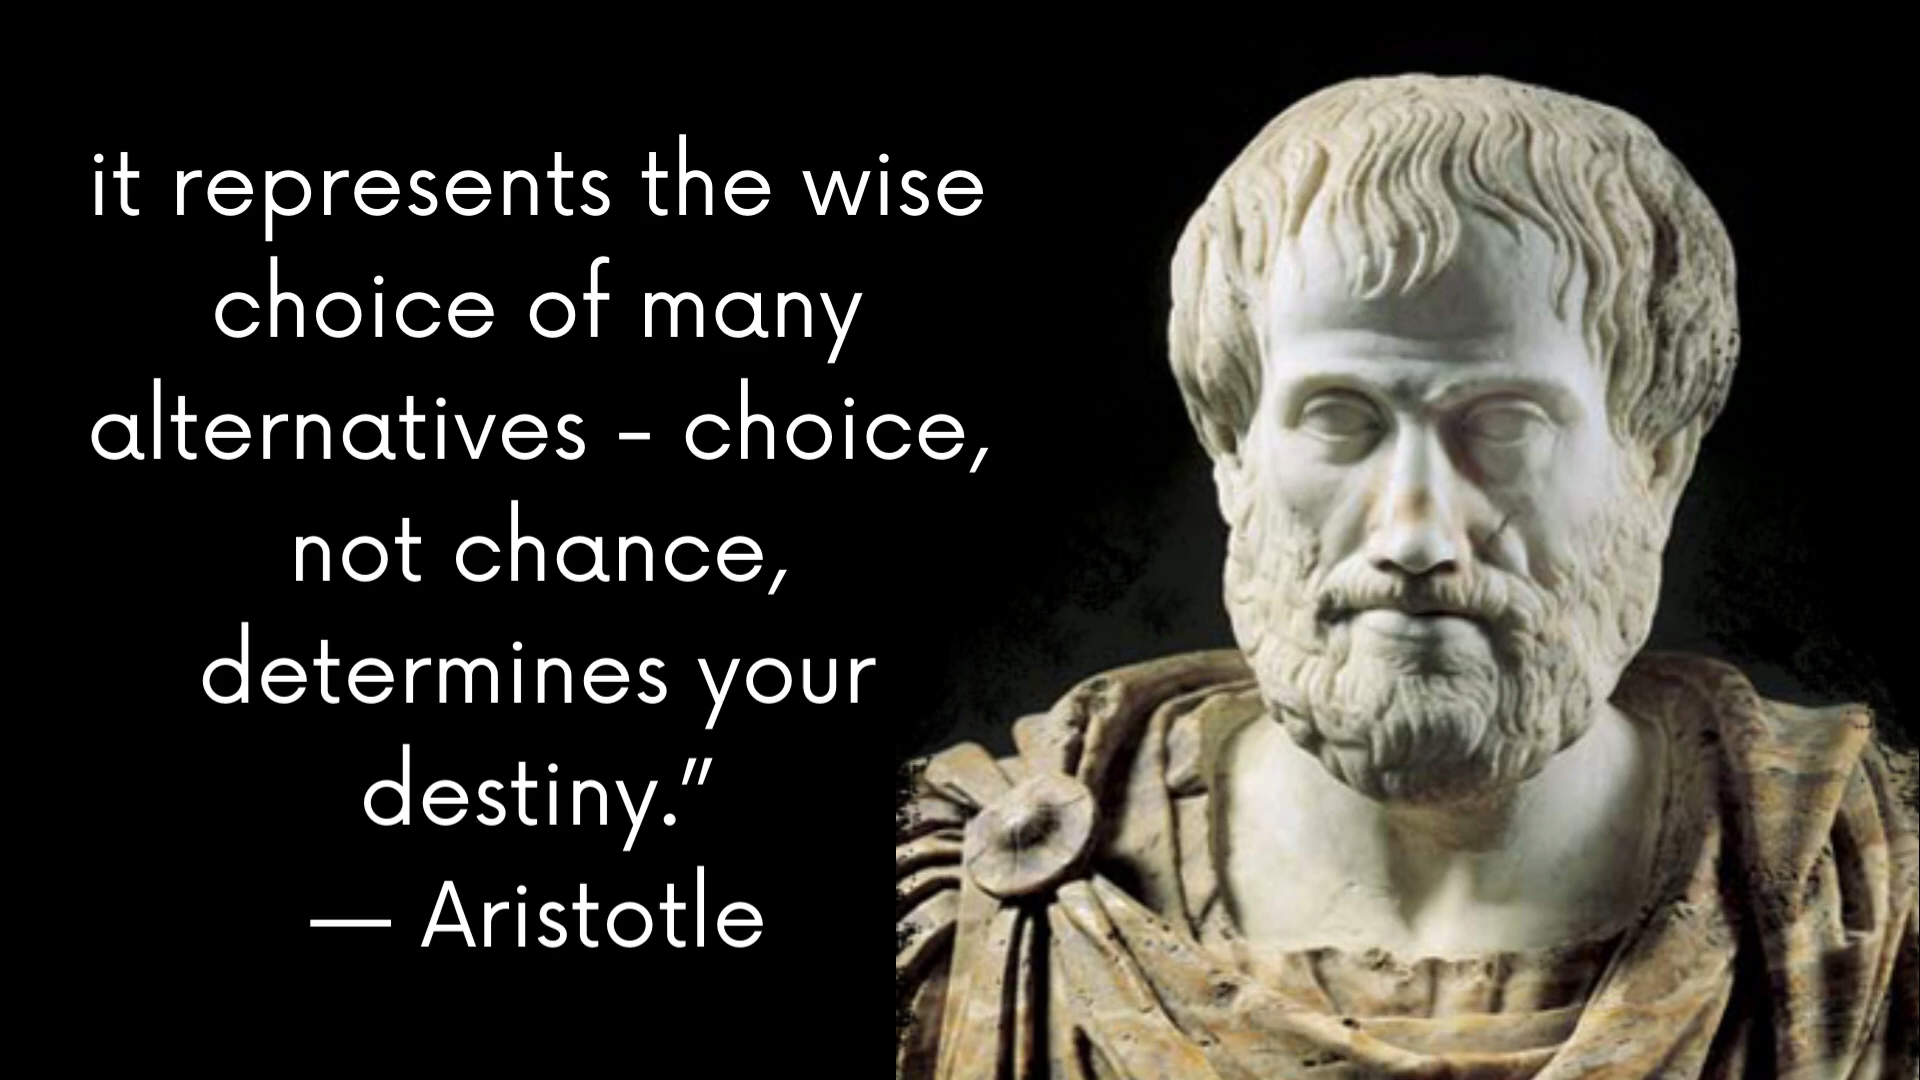 it represents the wise
choice of many
alternatives - choice,
not chance,
determines your
destiny.”
— Aristotle